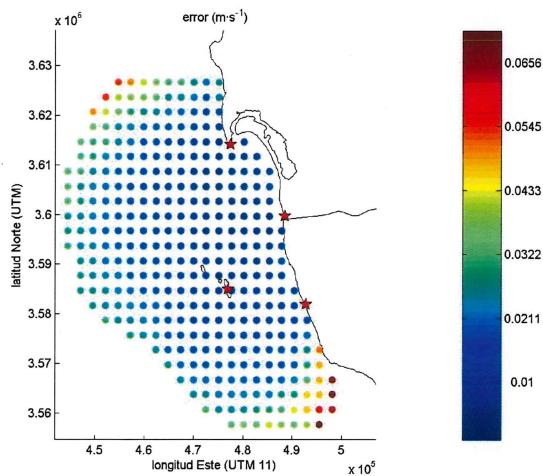 error (m·s⁻¹)
x 10⁶
3.63
3.62
3.61
3.6
3.59
3.58
3.57
3.56
latitud Norte (UTM)
4.5 4.6 4.7 4.8 4.9 5
longitud Este (UTM 11)
x 10⁵
0.0656
0.0545
0.0433
0.0322
0.0211
0.01